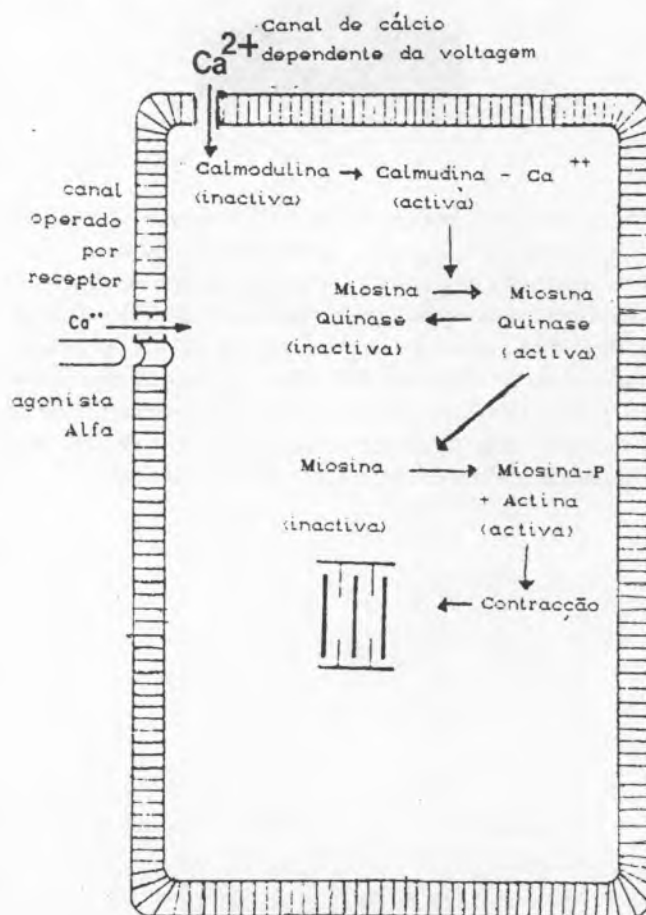 Canal de cálcio
Ca2+ dependente da voltagem
Calmodulina → Calmudina - Ca ++
(inactiva) (activa)
canal
operado
por
receptor
Ca++
agonista
Alfa
Miosina Miosina
Quinase Quinase
(inactiva) (activa)
Miosina Miosina-P
+ Actina
(inactiva) (activa)
Contracção